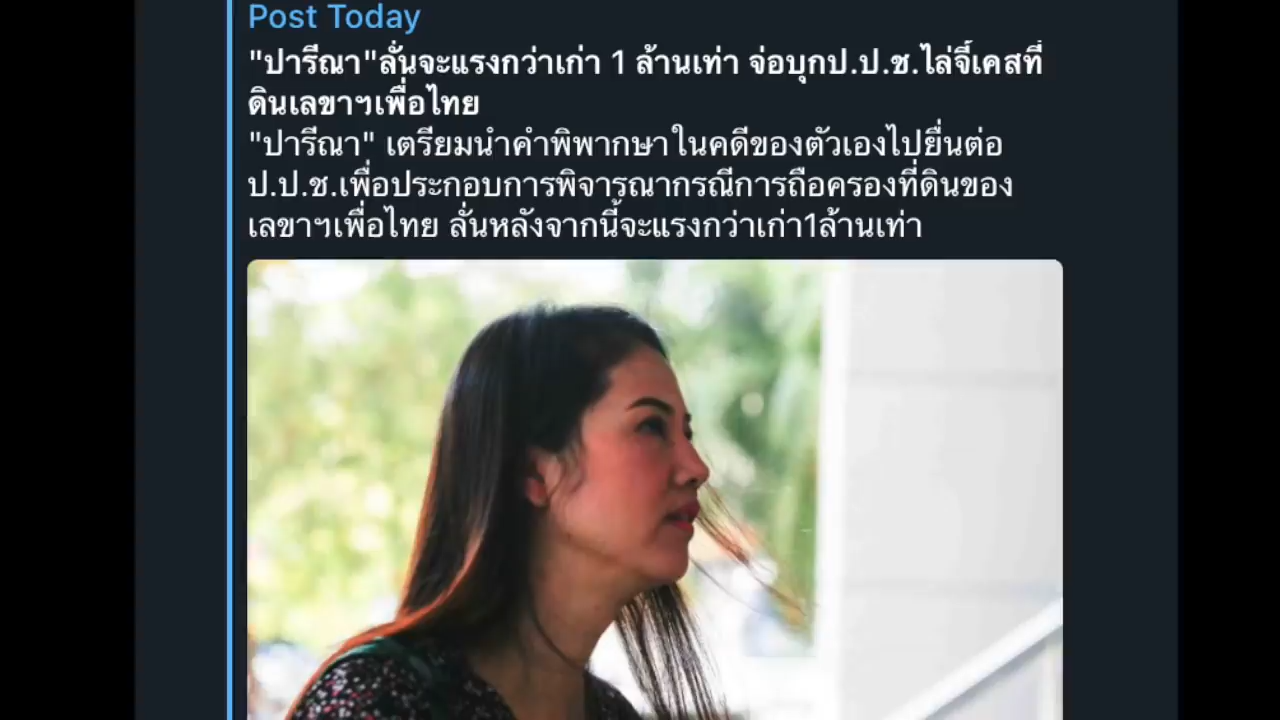 Post Today
"ปารีณา"ลั่นจะแรงกว่าเก่า 1 ล้านเท่า จ่อบุกป.ป.ช.ไล่จี้เคสที่
ดินเลขาฯเพื่อไทย
"ปารีณา" เตรียมนำคำพิพากษาในคดีของตัวเองไปยื่นต่อ
ป.ป.ช.เพื่อประกอบการพิจารณากรณีการถือครองที่ดินของ
เลขาฯเพื่อไทย ลั่นหลังจากนี้จะแรงกว่าเก่า1ล้านเท่า